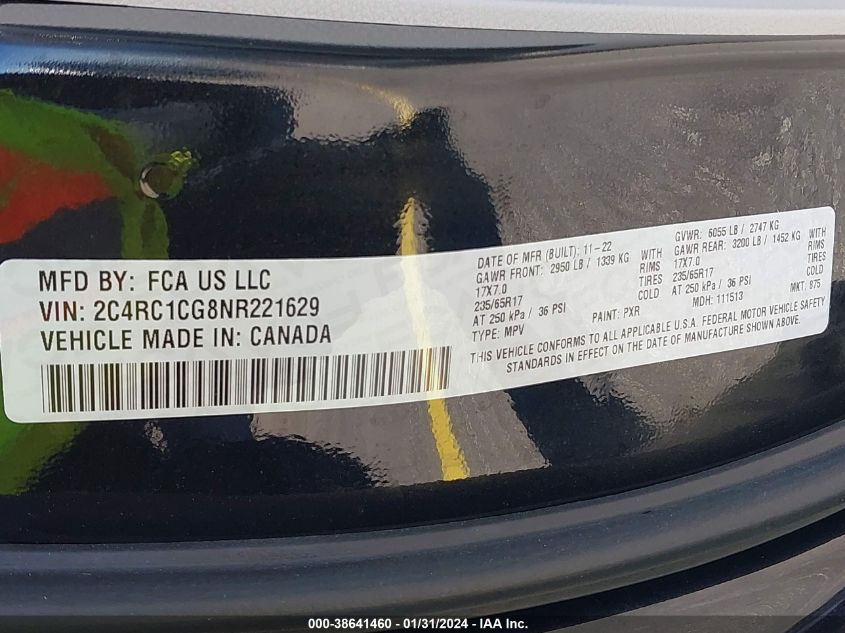 MFD BY: FCA US LLC
VIN: 2C4RC1CG8NR221629
VEHICLE MADE IN: CANADA
DATE OF MFR (BUILT): 11-22 GVWR: 6055 LB / 2747 KG
GAWR FRONT: 2950 LB / 1339 KG WITH GAWR REAR: 3200 LB / 1452 KG WITH
17X7.0 RIMS 17X7.0 RIMS
235/65R17 TIRES 235/65R17 TIRES
AT 250 kPa / 36 PSI COLD AT 250 kPa / 36 PSI COLD
TYPE: MPV PAINT: PXR MDH: 111513 MKT: 875
THIS VEHICLE CONFORMS TO ALL APPLICABLE U.S.A. FEDERAL MOTOR VEHICLE SAFETY
STANDARDS IN EFFECT ON THE DATE OF MANUFACTURE SHOWN ABOVE.
000-38641460 - 01/31/2024 - IAA Inc.